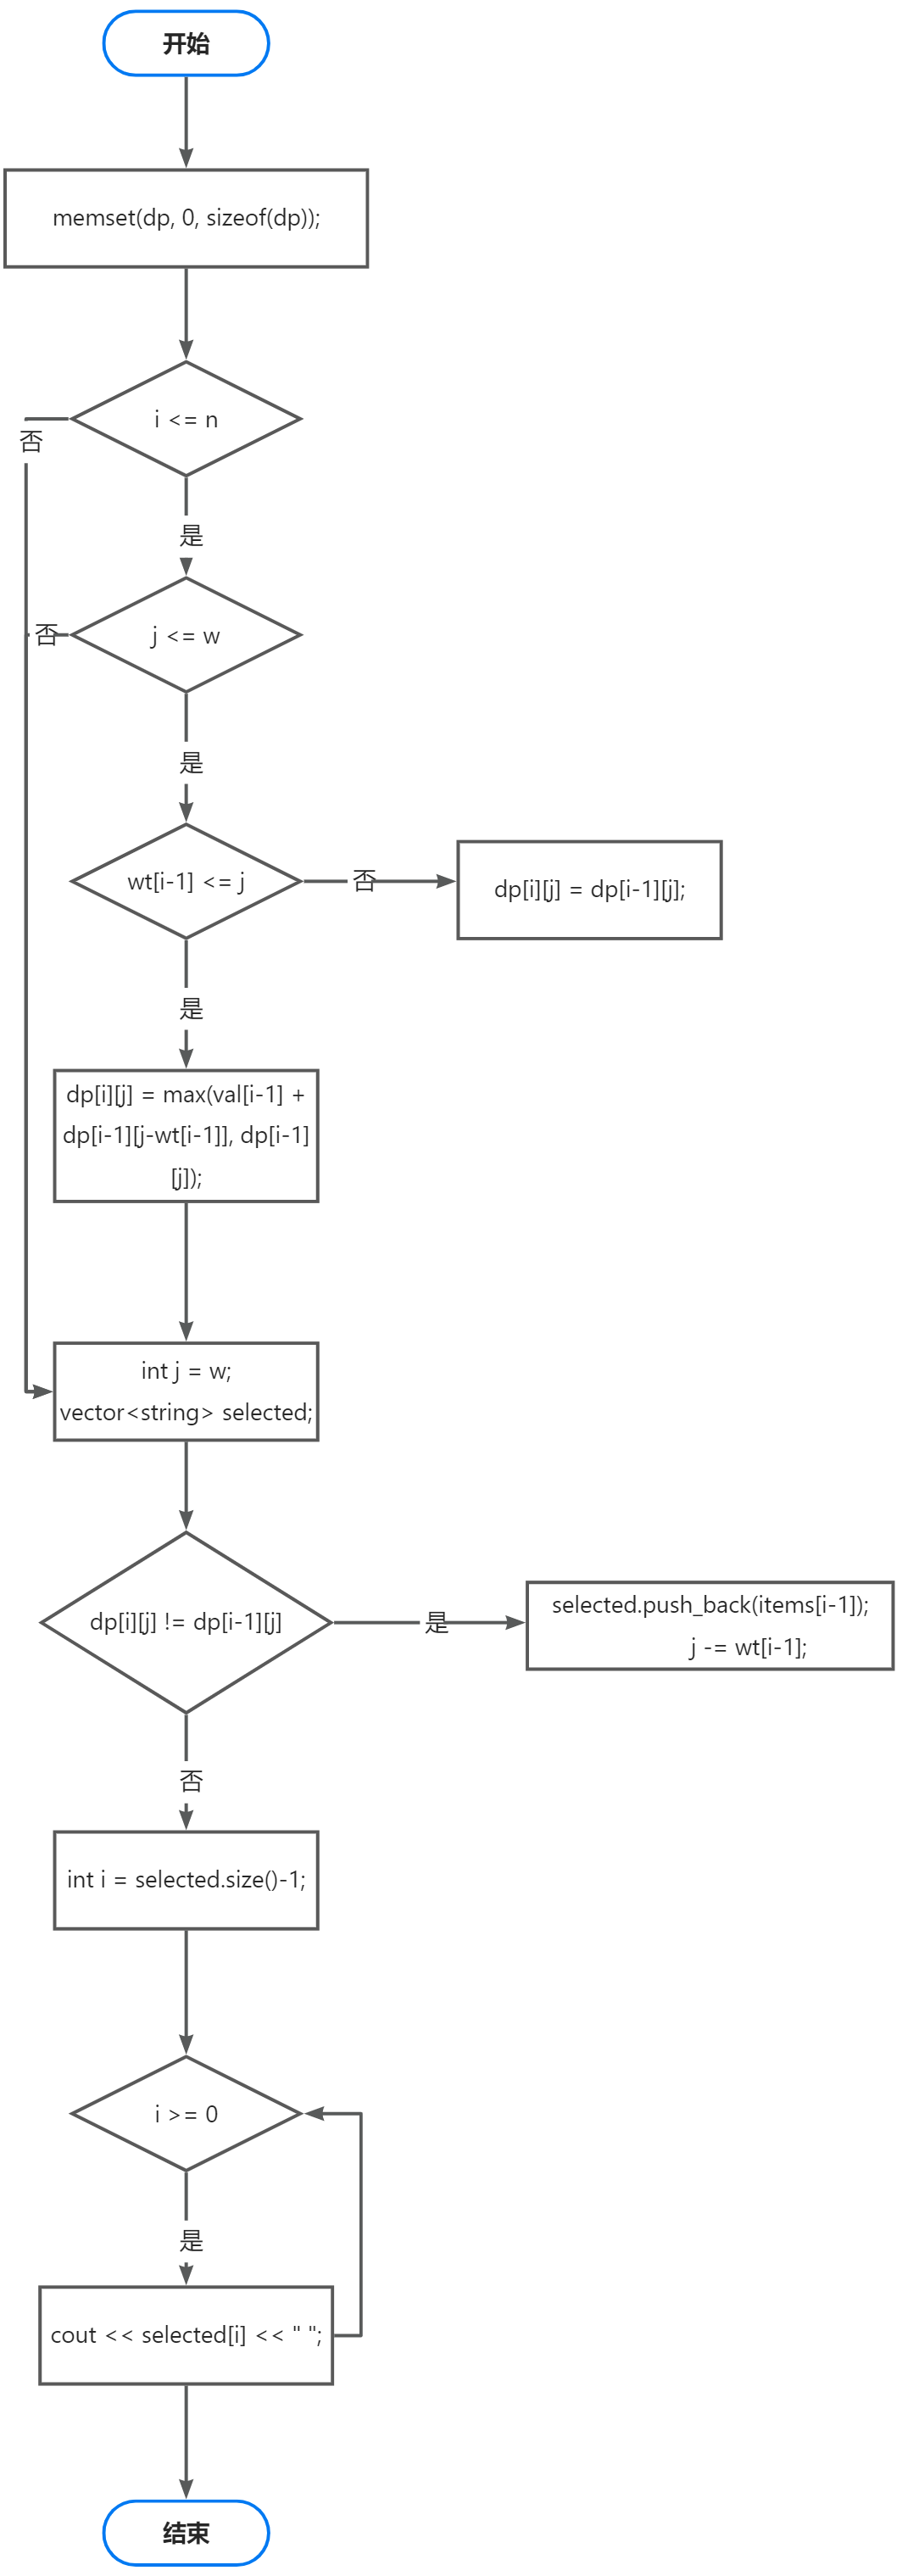 开始
memset(dp, 0, sizeof(dp));
i <= n
否
是
j <= w
否
是
wt[i-1] <= j
否
dp[i][j] = dp[i-1][j];
是
dp[i][j] = max(val[i-1] +
dp[i-1][j-wt[i-1]], dp[i-1]
[j]);
int j = w;
vector<string> selected;
dp[i][j] != dp[i-1][j]
是
selected.push_back(items[i-1]);
j -= wt[i-1];
否
int i = selected.size()-1;
i >= 0
是
cout << selected[i] << " ";
结束